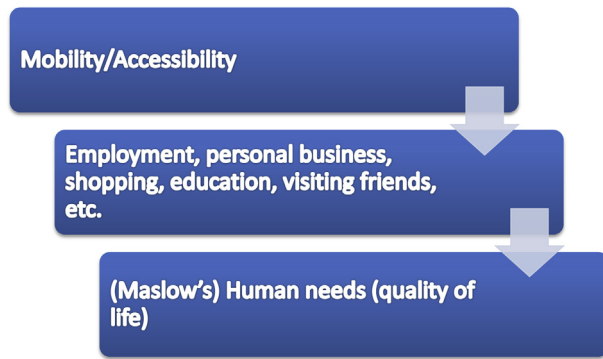 Mobility/Accessibility
Employment, personal business,
shopping, education, visiting friends,
etc.
(Maslow's) Human needs (quality of
life)